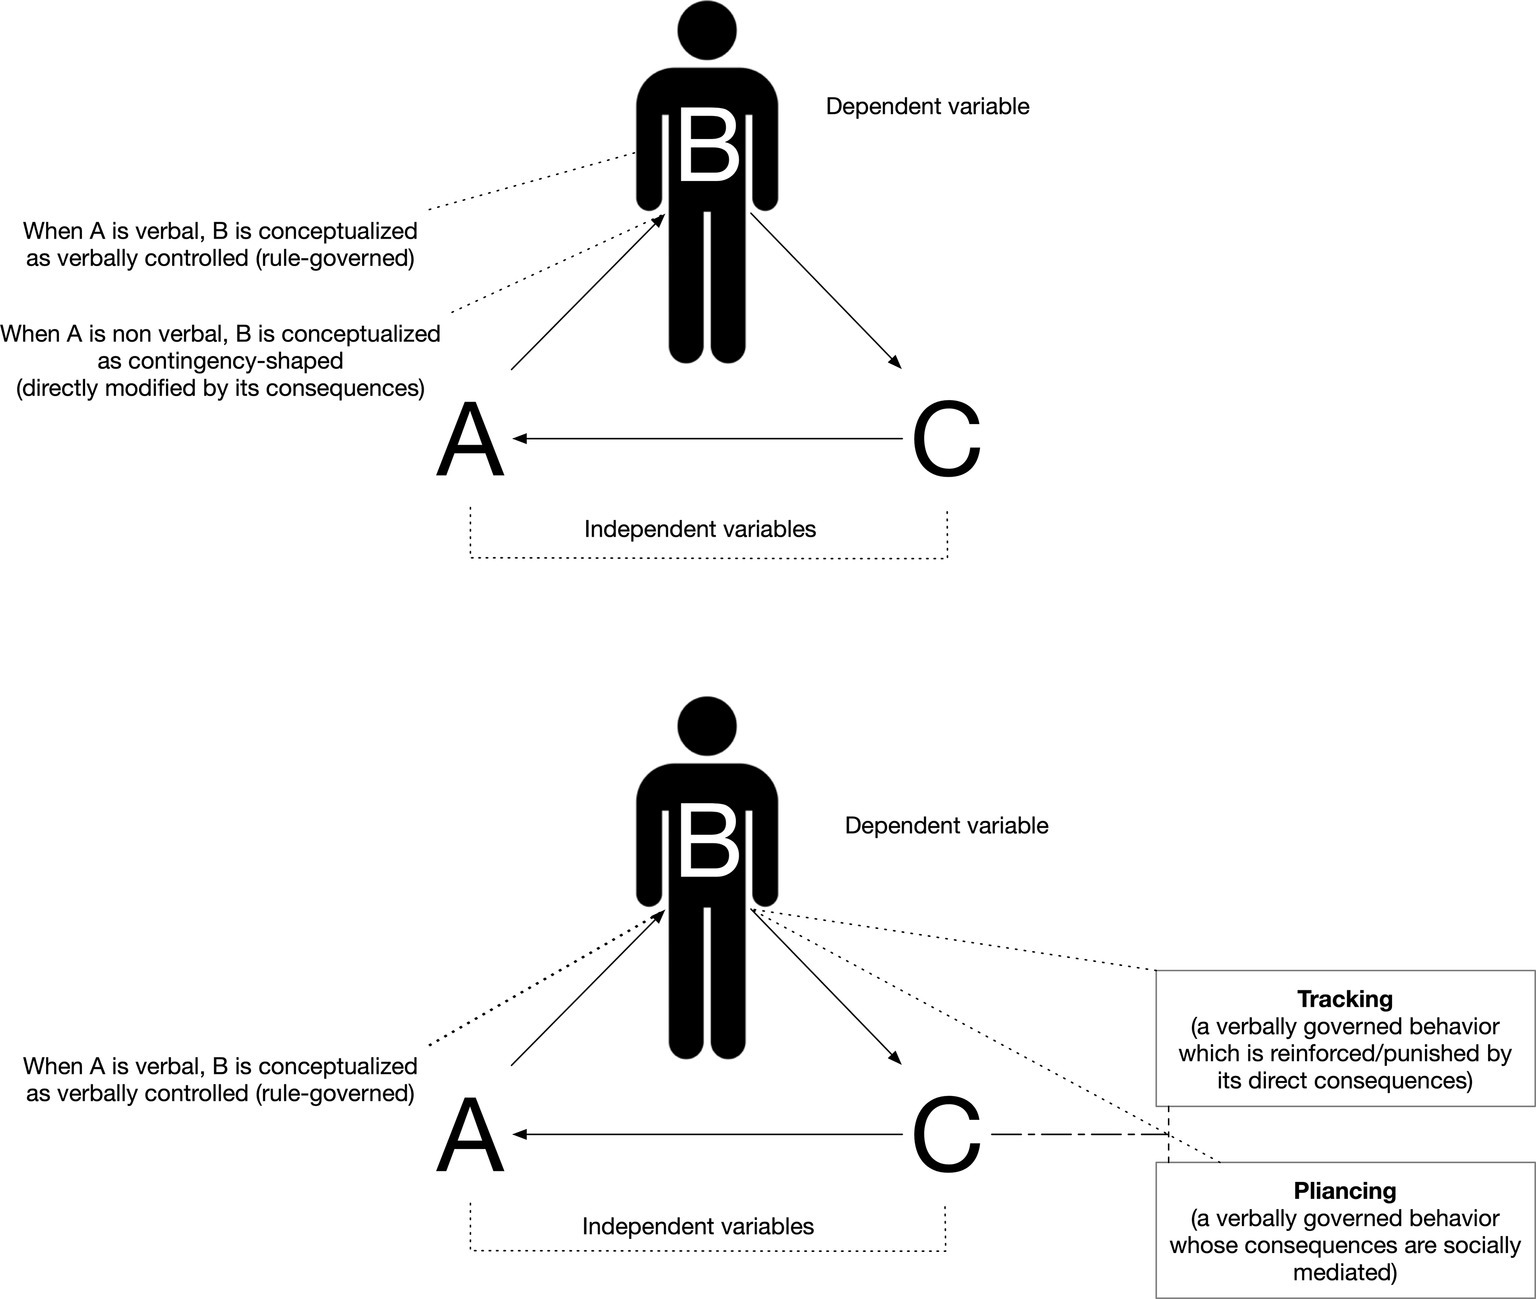 B
Dependent variable
When A is verbal, B is conceptualized
as verbally controlled (rule-governed)
When A is non verbal, B is conceptualized
as contingency-shaped
(directly modified by its consequences)
A
C
Independent variables
B
Dependent variable
When A is verbal, B is conceptualized
as verbally controlled (rule-governed)
A
C
Independent variables
Tracking
(a verbally governed behavior
which is reinforced/punished by
its direct consequences)
Pliancing
(a verbally governed behavior
whose consequences are socially
mediated)